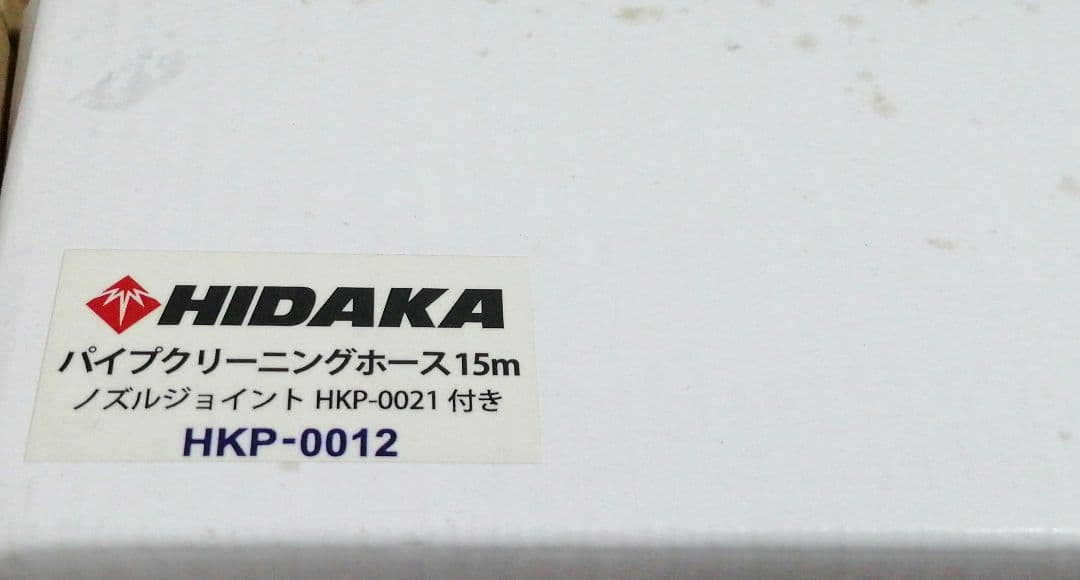 HIDAKA
パイプクリーニングホース15m
ノズルジョイント HKP-0021 付き
HKP-0012